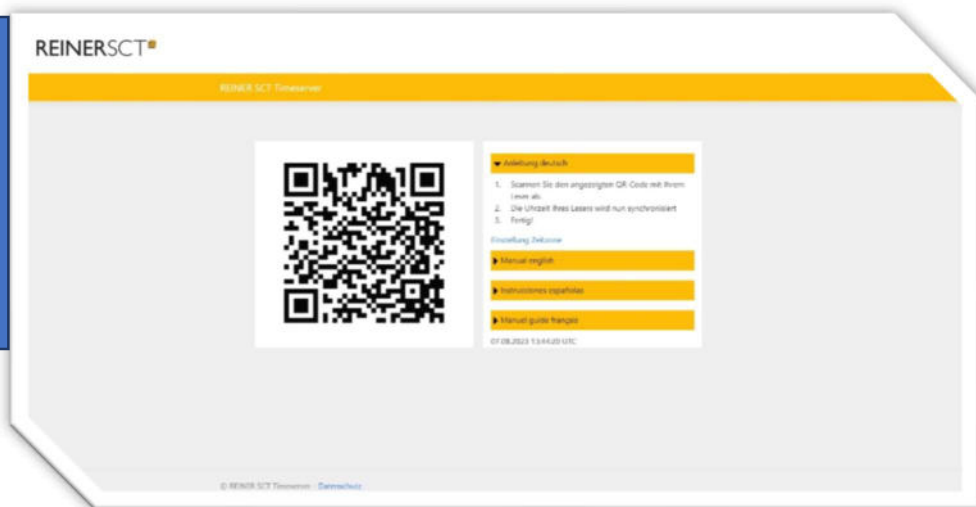 REINERSCT
REINER SCT Timeserver
Anleitung deutsch
1. Scannen Sie den angezeigten QR-Code mit Ihrem
Leser ab.
2. Die Uhrzeit Ihres Lesers wird nun synchronisiert
3. Fertig!
Einstellung Zeitzone
Manual english
Instrucciones españolas
Manuel guide français
07.08.2023 13:44:20 UTC
© REINER SCT Timeserver - Datenschutz